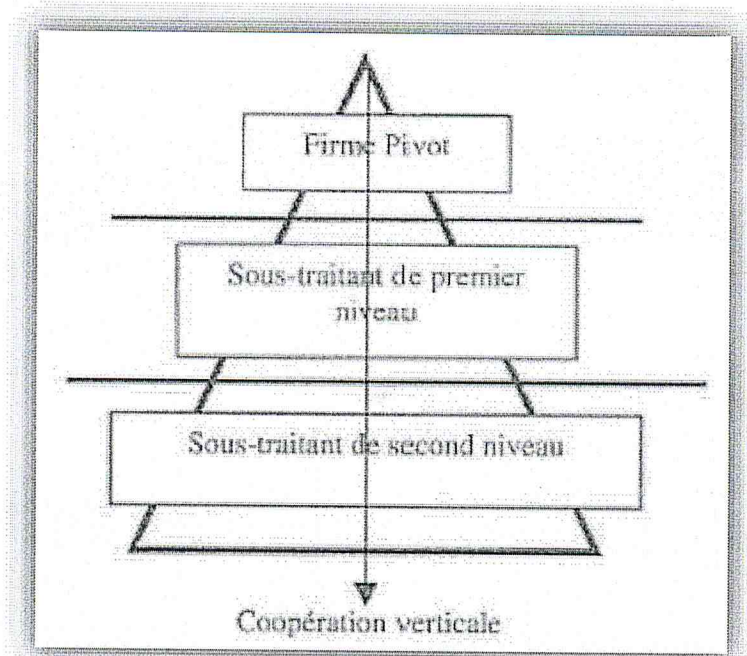 Firme Pivot
Sous-traitant de premier
niveau
Sous-traitant de second niveau
Coopération verticale